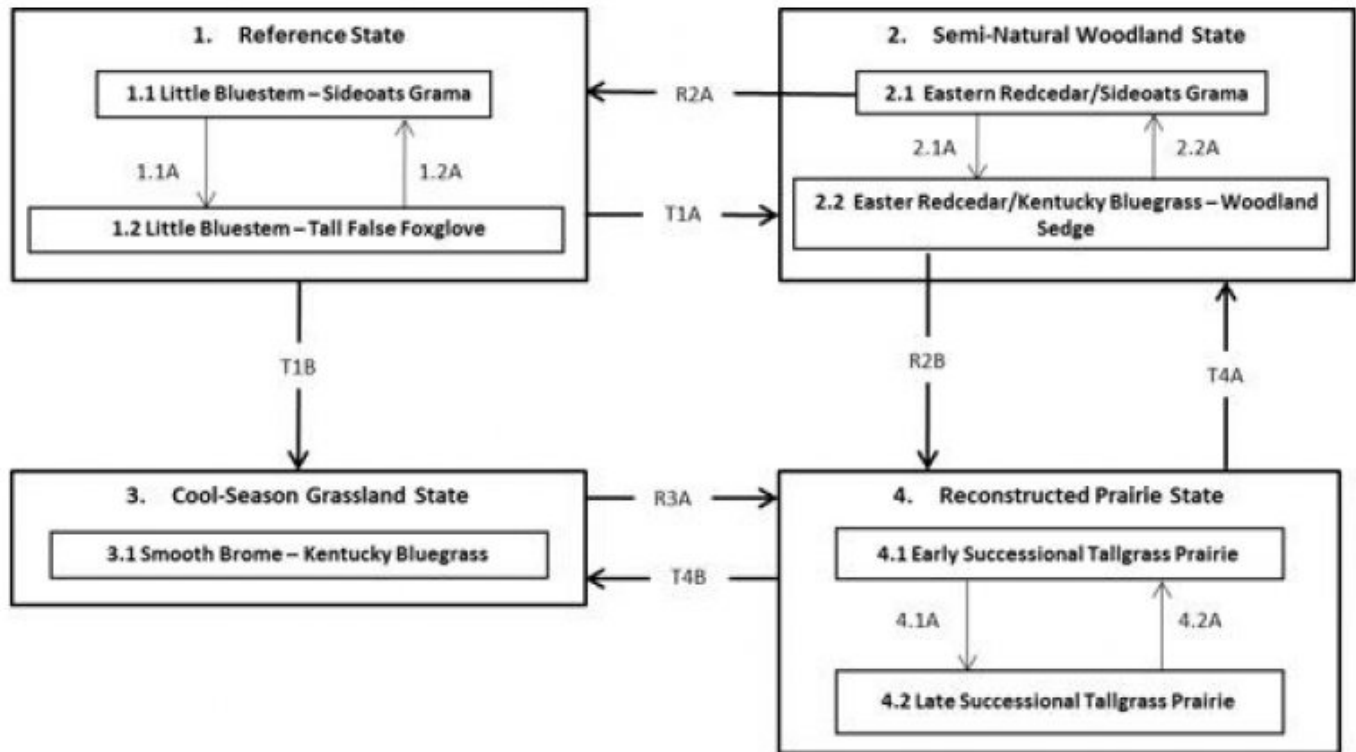 1. Reference State
1.1 Little Bluestem – Sideoats Grama
1.1A
1.2A
1.2 Little Bluestem – Tall False Foxglove
R2A
T1A
2. Semi-Natural Woodland State
2.1 Eastern Redcedar/Sideoats Grama
2.1A
2.2A
2.2 Easter Redcedar/Kentucky Bluegrass – Woodland
Sedge
T1B
R2B
T4A
3. Cool-Season Grassland State
3.1 Smooth Brome – Kentucky Bluegrass
R3A
T4B
4. Reconstructed Prairie State
4.1 Early Successional Tallgrass Prairie
4.1A
4.2A
4.2 Late Successional Tallgrass Prairie